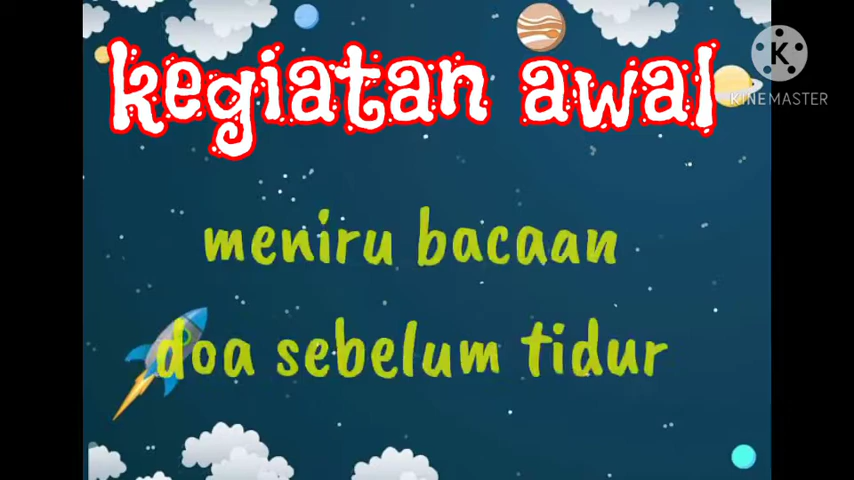 kegiatan awal
K
KINEMASTER
meniru bacaan
doa sebelum tidur